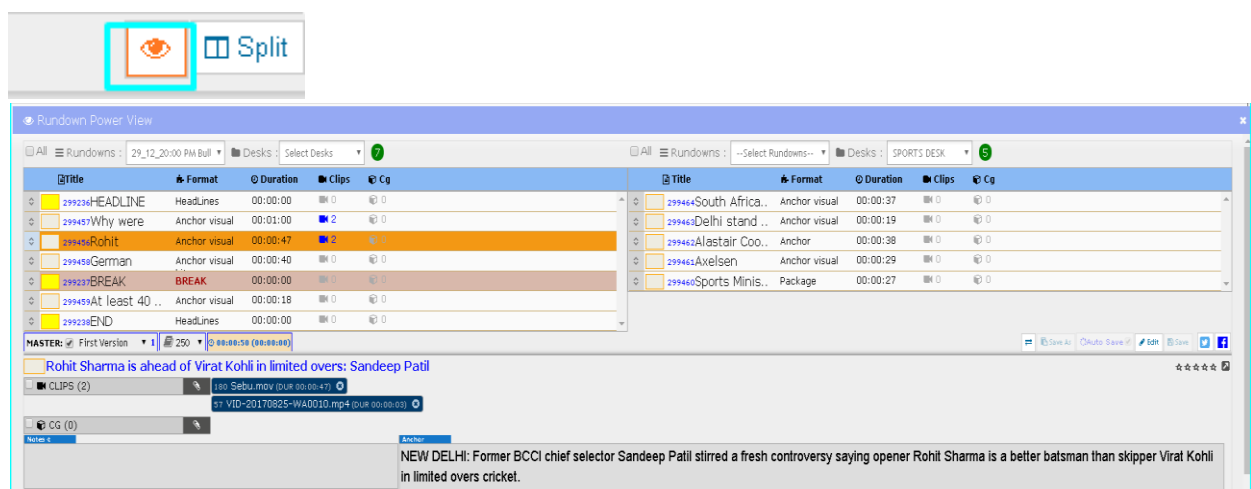 Split
Rundown Power View x
All Rundowns : 29_12_20:00 PM Bull Desks : Select Desks 7
Title Format Duration Clips Cg
299236HEADLINE HeadLines 00:00:00 0 0
299457Why were Anchor visual 00:01:00 2 0
299456Rohit Anchor visual 00:00:47 2
299458German Anchor visual 00:00:40 0 0
299237BREAK BREAK 00:00:00 0 0
299459At least 40 .. Anchor visual 00:00:18 0 0
299238END HeadLines 00:00:00 0 0
All Rundowns : --Select Rundowns-- Desks : SPORTS DESK 5
Title Format Duration Clips Cg
299464South Africa.. Anchor visual 00:00:37 0 0
299463Delhi stand ... Anchor visual 00:00:19 0 0
299462Alastair Coo.. Anchor 00:00:38 0 0
299461Axelsen Anchor visual 00:00:29 0 0
299460Sports Minis.. Package 00:00:27 0 0
MASTER: First Version 1 250 00:00:50 (00:00:00) Save As Auto Save Edit Save
Rohit Sharma is ahead of Virat Kohli in limited overs: Sandeep Patil
CLIPS (2) 180 Sebu.mov (DUR 00:00:47)
57 VID-20170825-WA0010.mp4 (DUR 00:00:03)
CG (0)
Notes c Anchor
NEW DELHI: Former BCCI chief selector Sandeep Patil stirred a fresh controversy saying opener Rohit Sharma is a better batsman than skipper Virat Kohli
in limited overs cricket.